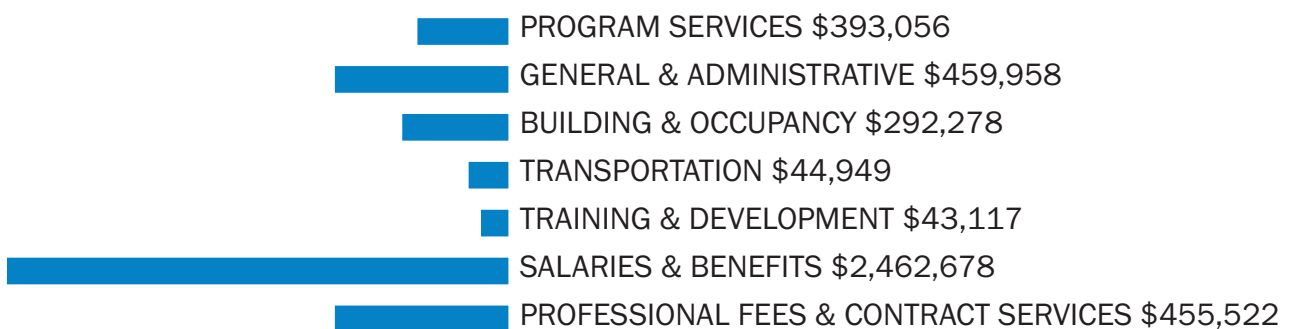 PROGRAM SERVICES $393,056
GENERAL & ADMINISTRATIVE $459,958
BUILDING & OCCUPANCY $292,278
TRANSPORTATION $44,949
TRAINING & DEVELOPMENT $43,117
SALARIES & BENEFITS $2,462,678
PROFESSIONAL FEES & CONTRACT SERVICES $455,522